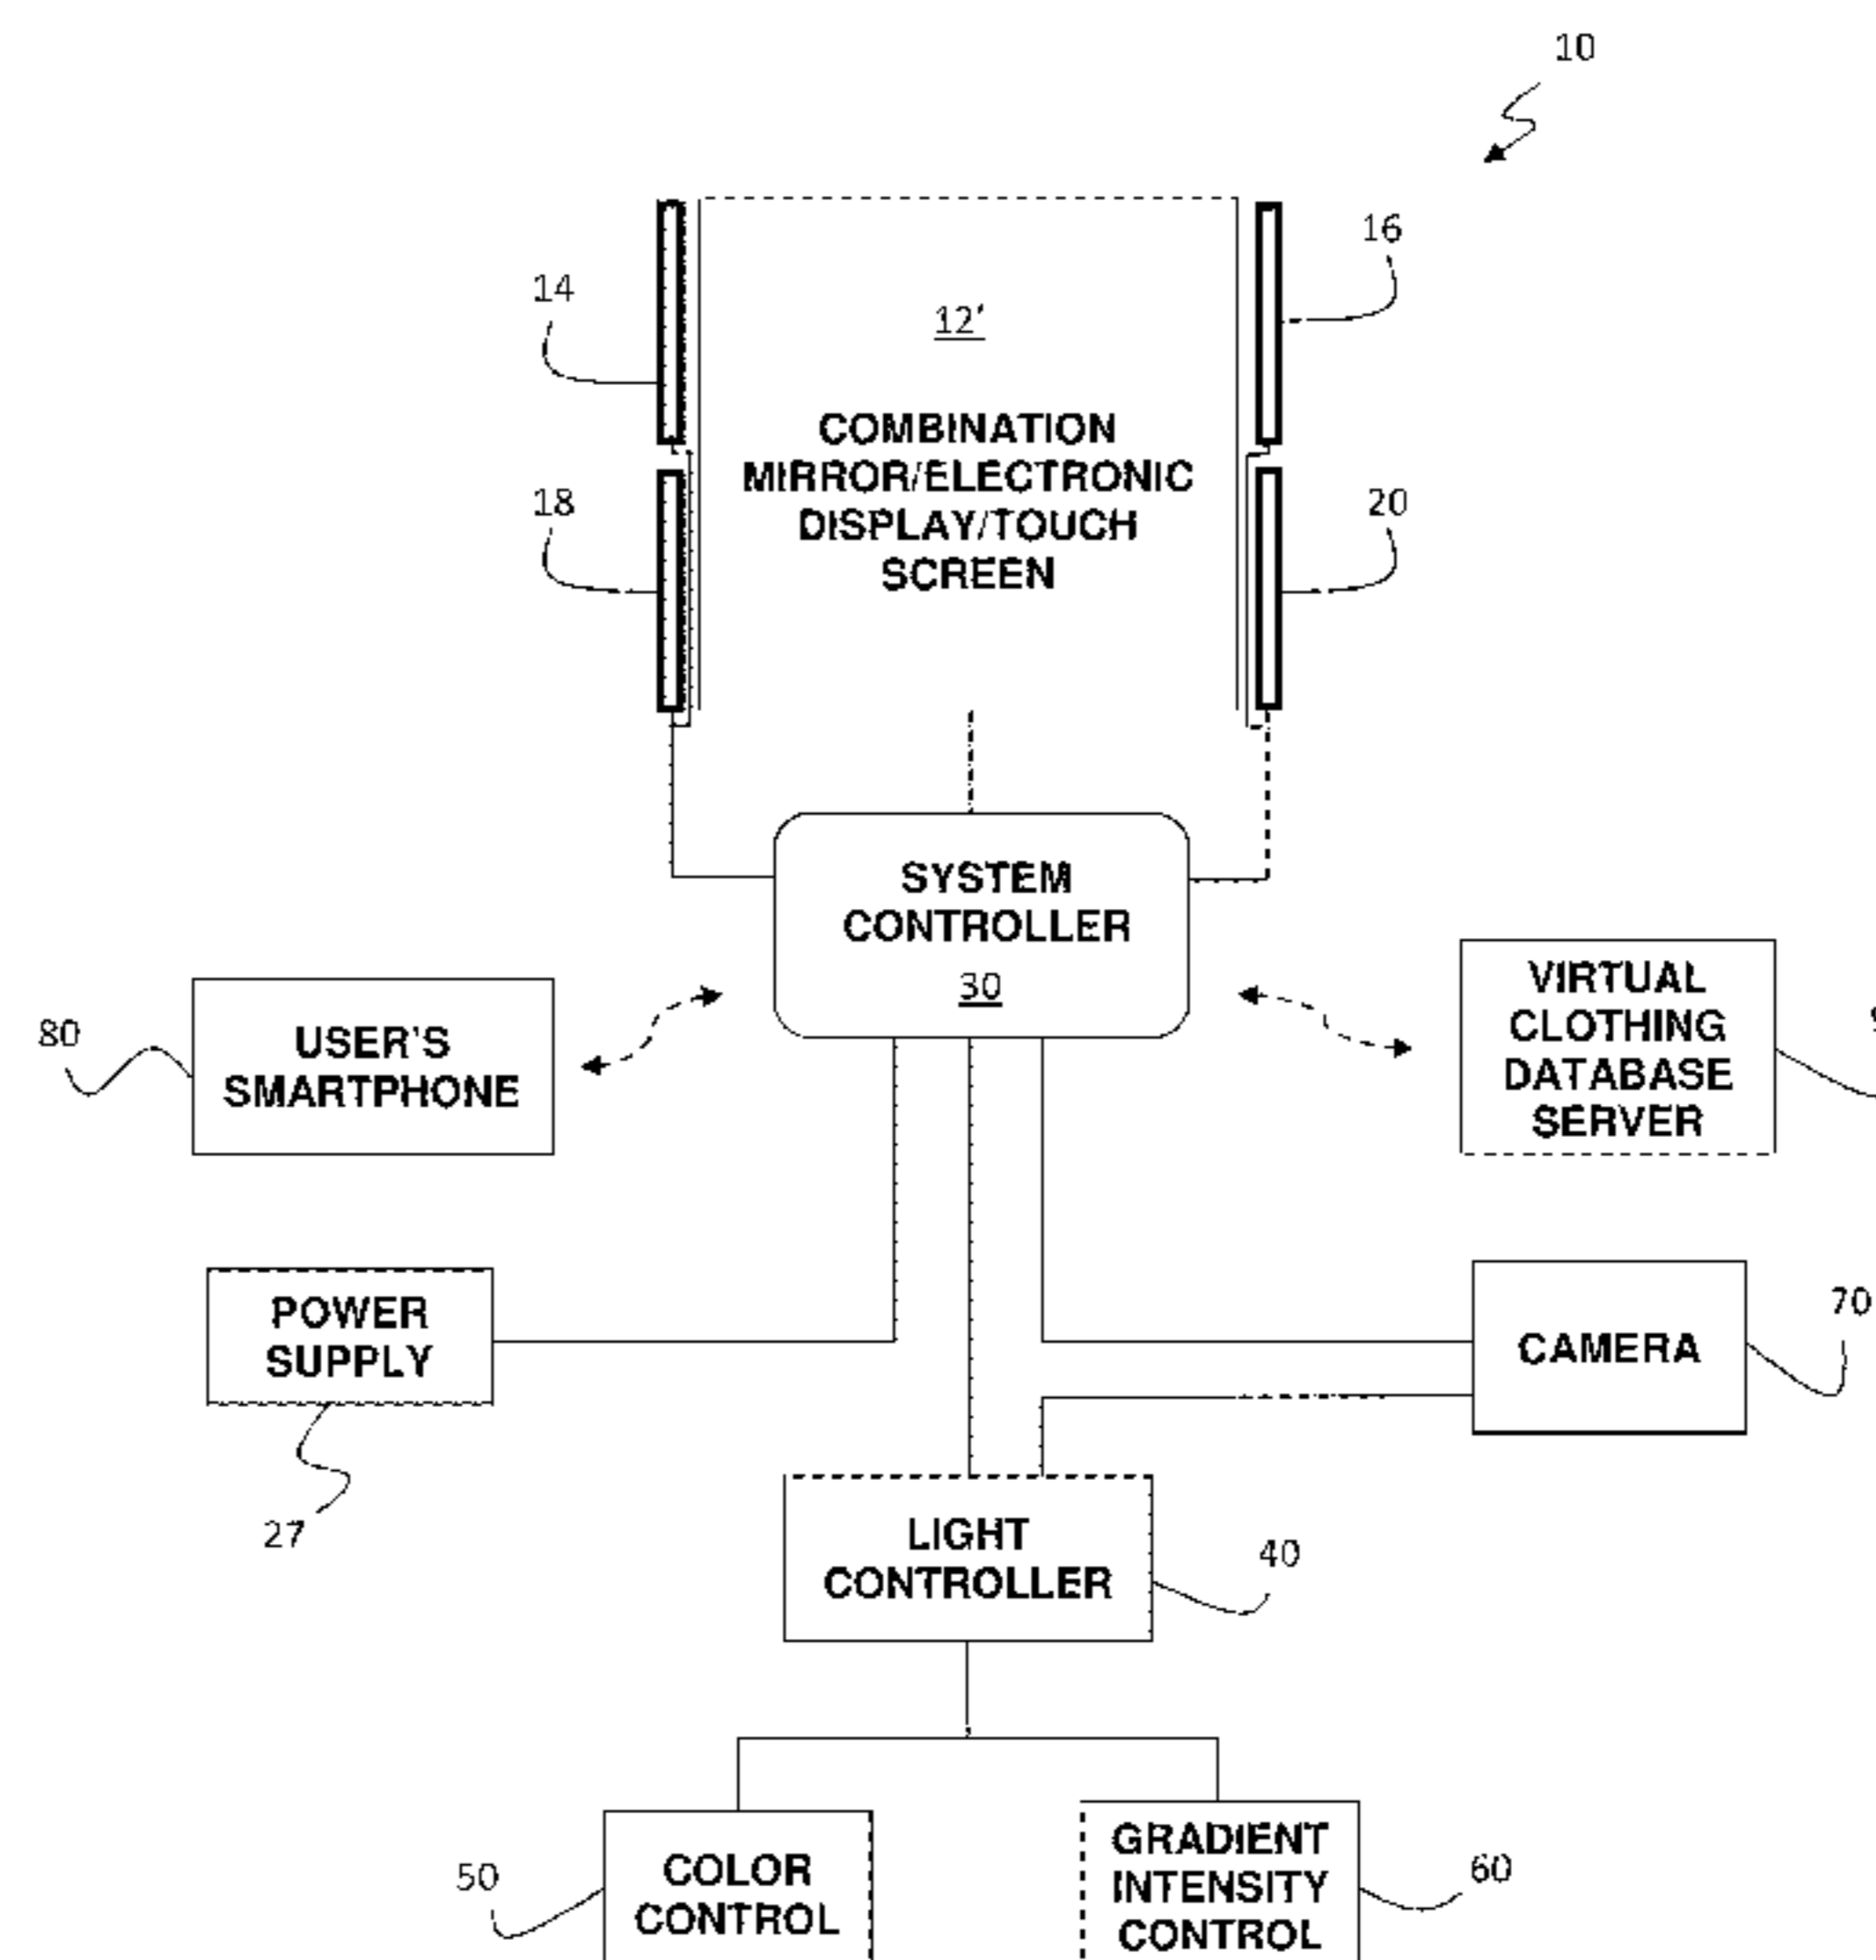 10
16
14
12'
COMBINATION
MIRROR/ELECTRONIC
DISPLAY/TOUCH
SCREEN
18
20
SYSTEM
CONTROLLER
30
80
USER'S
SMARTPHONE
VIRTUAL
CLOTHING
DATABASE
SERVER
POWER
SUPPLY
27
CAMERA
70
LIGHT
CONTROLLER
40
50
COLOR
CONTROL
GRADIENT
INTENSITY
CONTROL
60